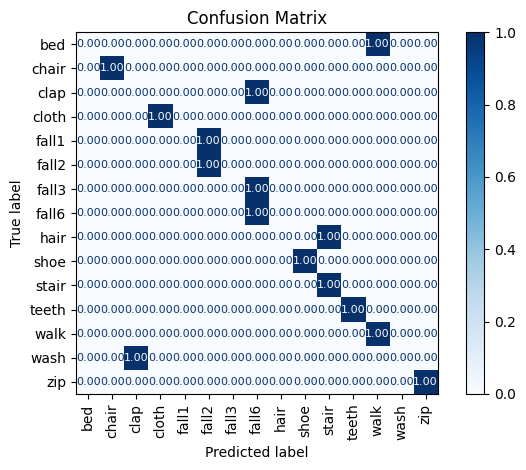 Confusion Matrix
True label
bed 0.00 0.00 0.00 0.00 0.00 0.00 0.00 0.00 0.00 0.00 0.00 0.00 1.00 0.00 0.00
chair 0.00 1.00 0.00 0.00 0.00 0.00 0.00 0.00 0.00 0.00 0.00 0.00 0.00 0.00 0.00
clap 0.00 0.00 0.00 0.00 0.00 0.00 0.00 1.00 0.00 0.00 0.00 0.00 0.00 0.00 0.00
cloth 0.00 0.00 0.00 1.00 0.00 0.00 0.00 0.00 0.00 0.00 0.00 0.00 0.00 0.00 0.00
fall1 0.00 0.00 0.00 0.00 0.00 1.00 0.00 0.00 0.00 0.00 0.00 0.00 0.00 0.00 0.00
fall2 0.00 0.00 0.00 0.00 0.00 1.00 0.00 0.00 0.00 0.00 0.00 0.00 0.00 0.00 0.00
fall3 0.00 0.00 0.00 0.00 0.00 0.00 0.00 1.00 0.00 0.00 0.00 0.00 0.00 0.00 0.00
fall6 0.00 0.00 0.00 0.00 0.00 0.00 0.00 1.00 0.00 0.00 0.00 0.00 0.00 0.00 0.00
hair 0.00 0.00 0.00 0.00 0.00 0.00 0.00 0.00 0.00 0.00 1.00 0.00 0.00 0.00 0.00
shoe 0.00 0.00 0.00 0.00 0.00 0.00 0.00 0.00 0.00 1.00 0.00 0.00 0.00 0.00 0.00
stair 0.00 0.00 0.00 0.00 0.00 0.00 0.00 0.00 0.00 0.00 1.00 0.00 0.00 0.00 0.00
teeth 0.00 0.00 0.00 0.00 0.00 0.00 0.00 0.00 0.00 0.00 0.00 1.00 0.00 0.00 0.00
walk 0.00 0.00 0.00 0.00 0.00 0.00 0.00 0.00 0.00 0.00 0.00 0.00 1.00 0.00 0.00
wash 0.00 0.00 1.00 0.00 0.00 0.00 0.00 0.00 0.00 0.00 0.00 0.00 0.00 0.00 0.00
zip 0.00 0.00 0.00 0.00 0.00 0.00 0.00 0.00 0.00 0.00 0.00 0.00 0.00 0.00 1.00
bed chair clap cloth fall1 fall2 fall3 fall6 hair shoe stair teeth walk wash zip
Predicted label
1.0
0.8
0.6
0.4
0.2
0.0